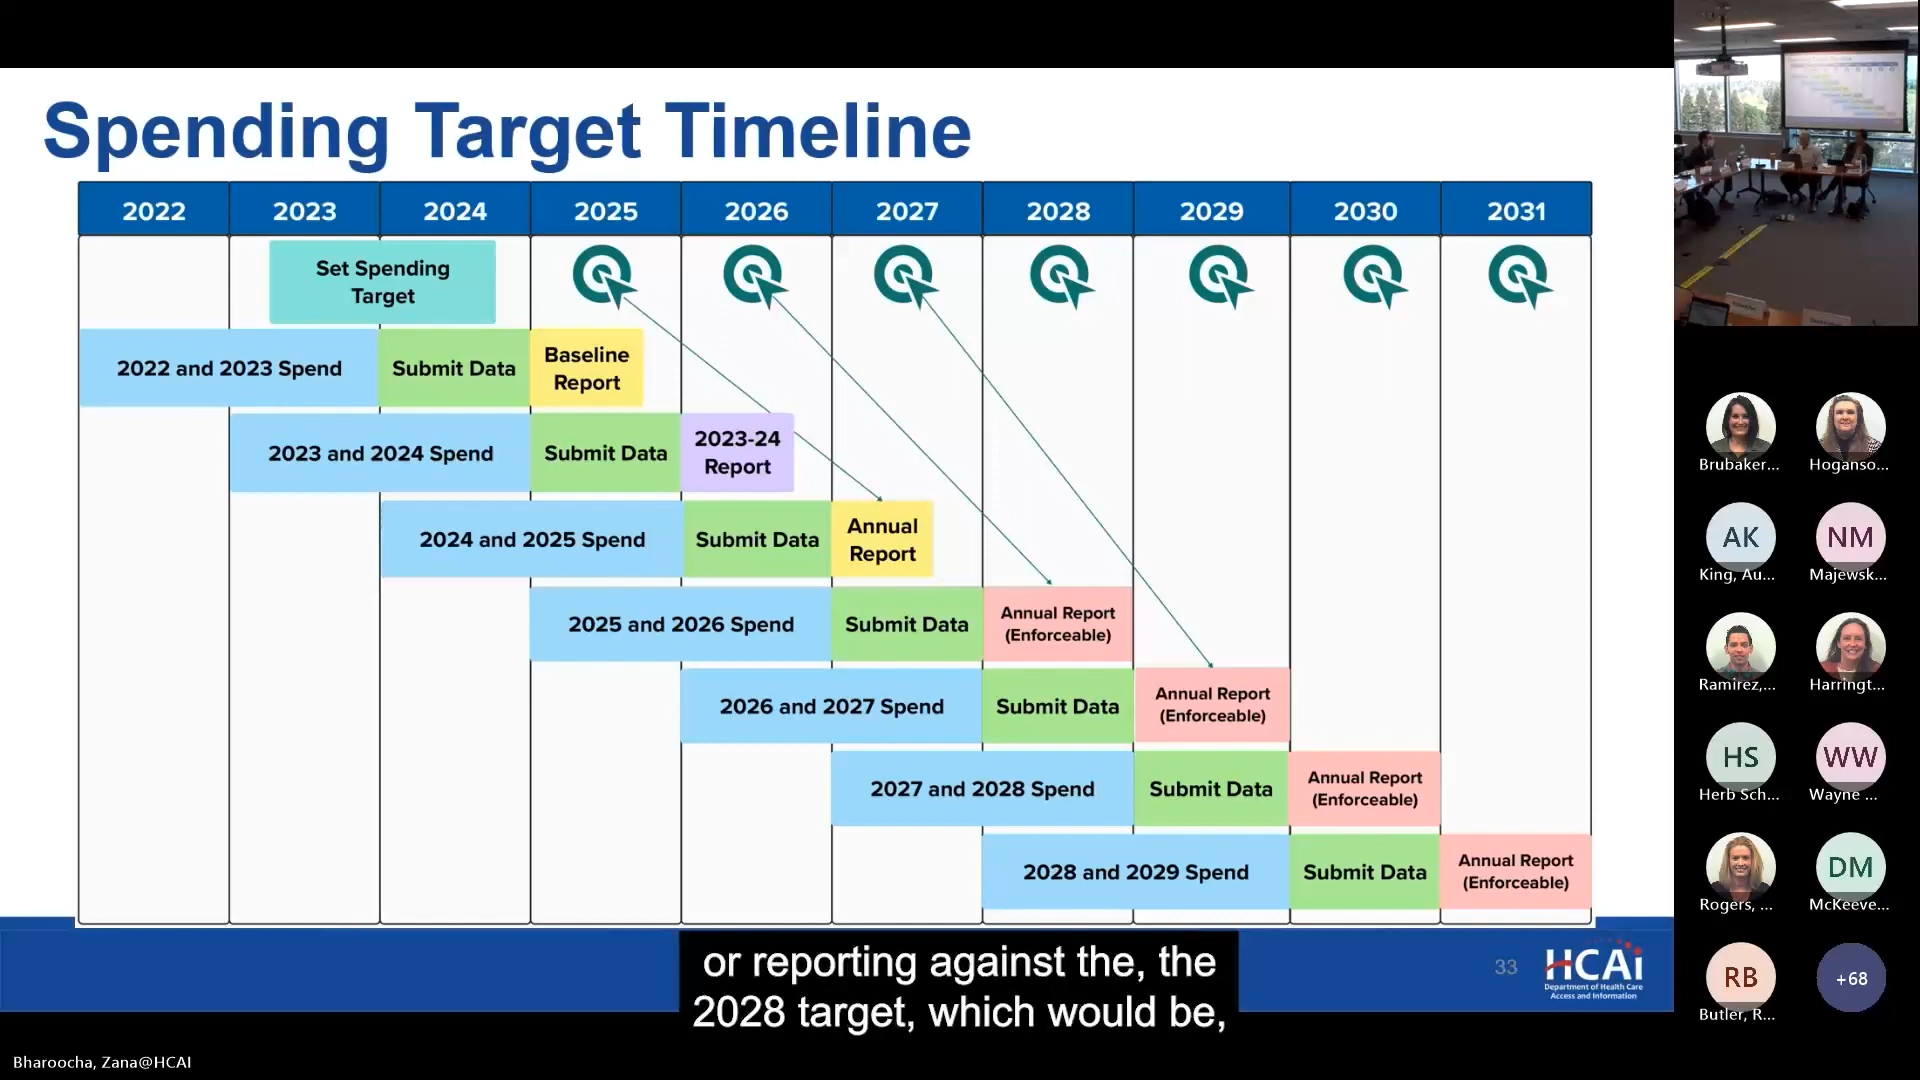 Spending Target Timeline
2022 2023 2024 2025 2026 2027 2028 2029 2030 2031
Set Spending
Target
2022 and 2023 Spend
Submit Data
Baseline
Report
2023 and 2024 Spend
Submit Data
2023-24
Report
2024 and 2025 Spend
Submit Data
Annual
Report
2025 and 2026 Spend
Submit Data
Annual Report
(Enforceable)
2026 and 2027 Spend
Submit Data
Annual Report
(Enforceable)
2027 and 2028 Spend
Submit Data
Annual Report
(Enforceable)
2028 and 2029 Spend
Submit Data
Annual Report
(Enforceable)
or reporting against the, the
2028 target, which would be,
33
HCAi
Department of Health Care
Access and Information
Bharoocha, Zana@HCAI
Brubaker...
Hoganso...
AK
King, Au...
NM
Majewsk...
Ramirez,...
Harringt...
HS
Herb Sch...
WW
Wayne ...
Rogers, ...
DM
McKeeve...
RB
Butler, R...
+68